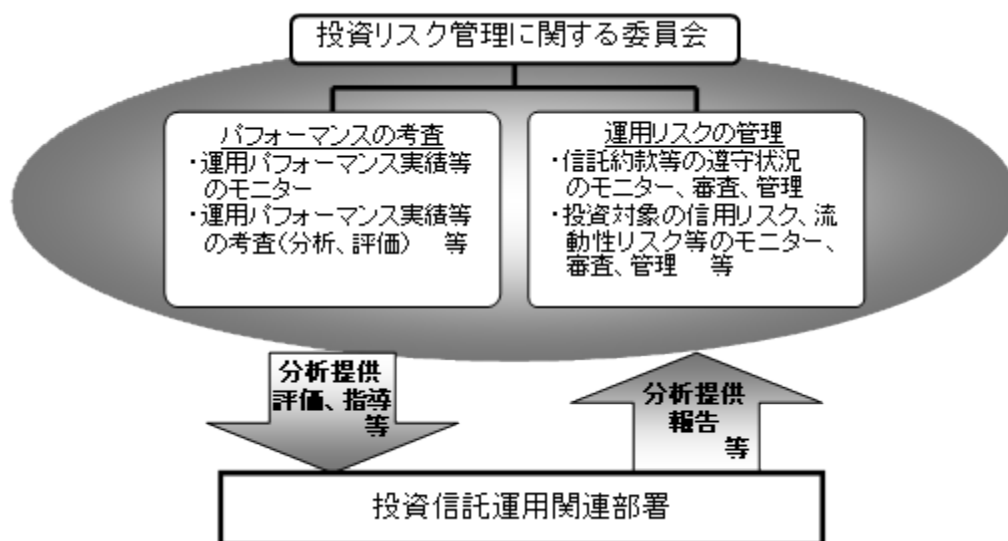 投資リスク管理に関する委員会
パフォーマンスの考査
・運用パフォーマンス実績等
のモニター
・運用パフォーマンス実績等
の考査(分析、評価)　等
運用リスクの管理
・信託約款等の遵守状況
のモニター、審査、管理
・投資対象の信用リスク、流
動性リスク等のモニター、
審査、管理　等
分析提供
評価、指導
等
分析提供
報告
等
投資信託運用関連部署